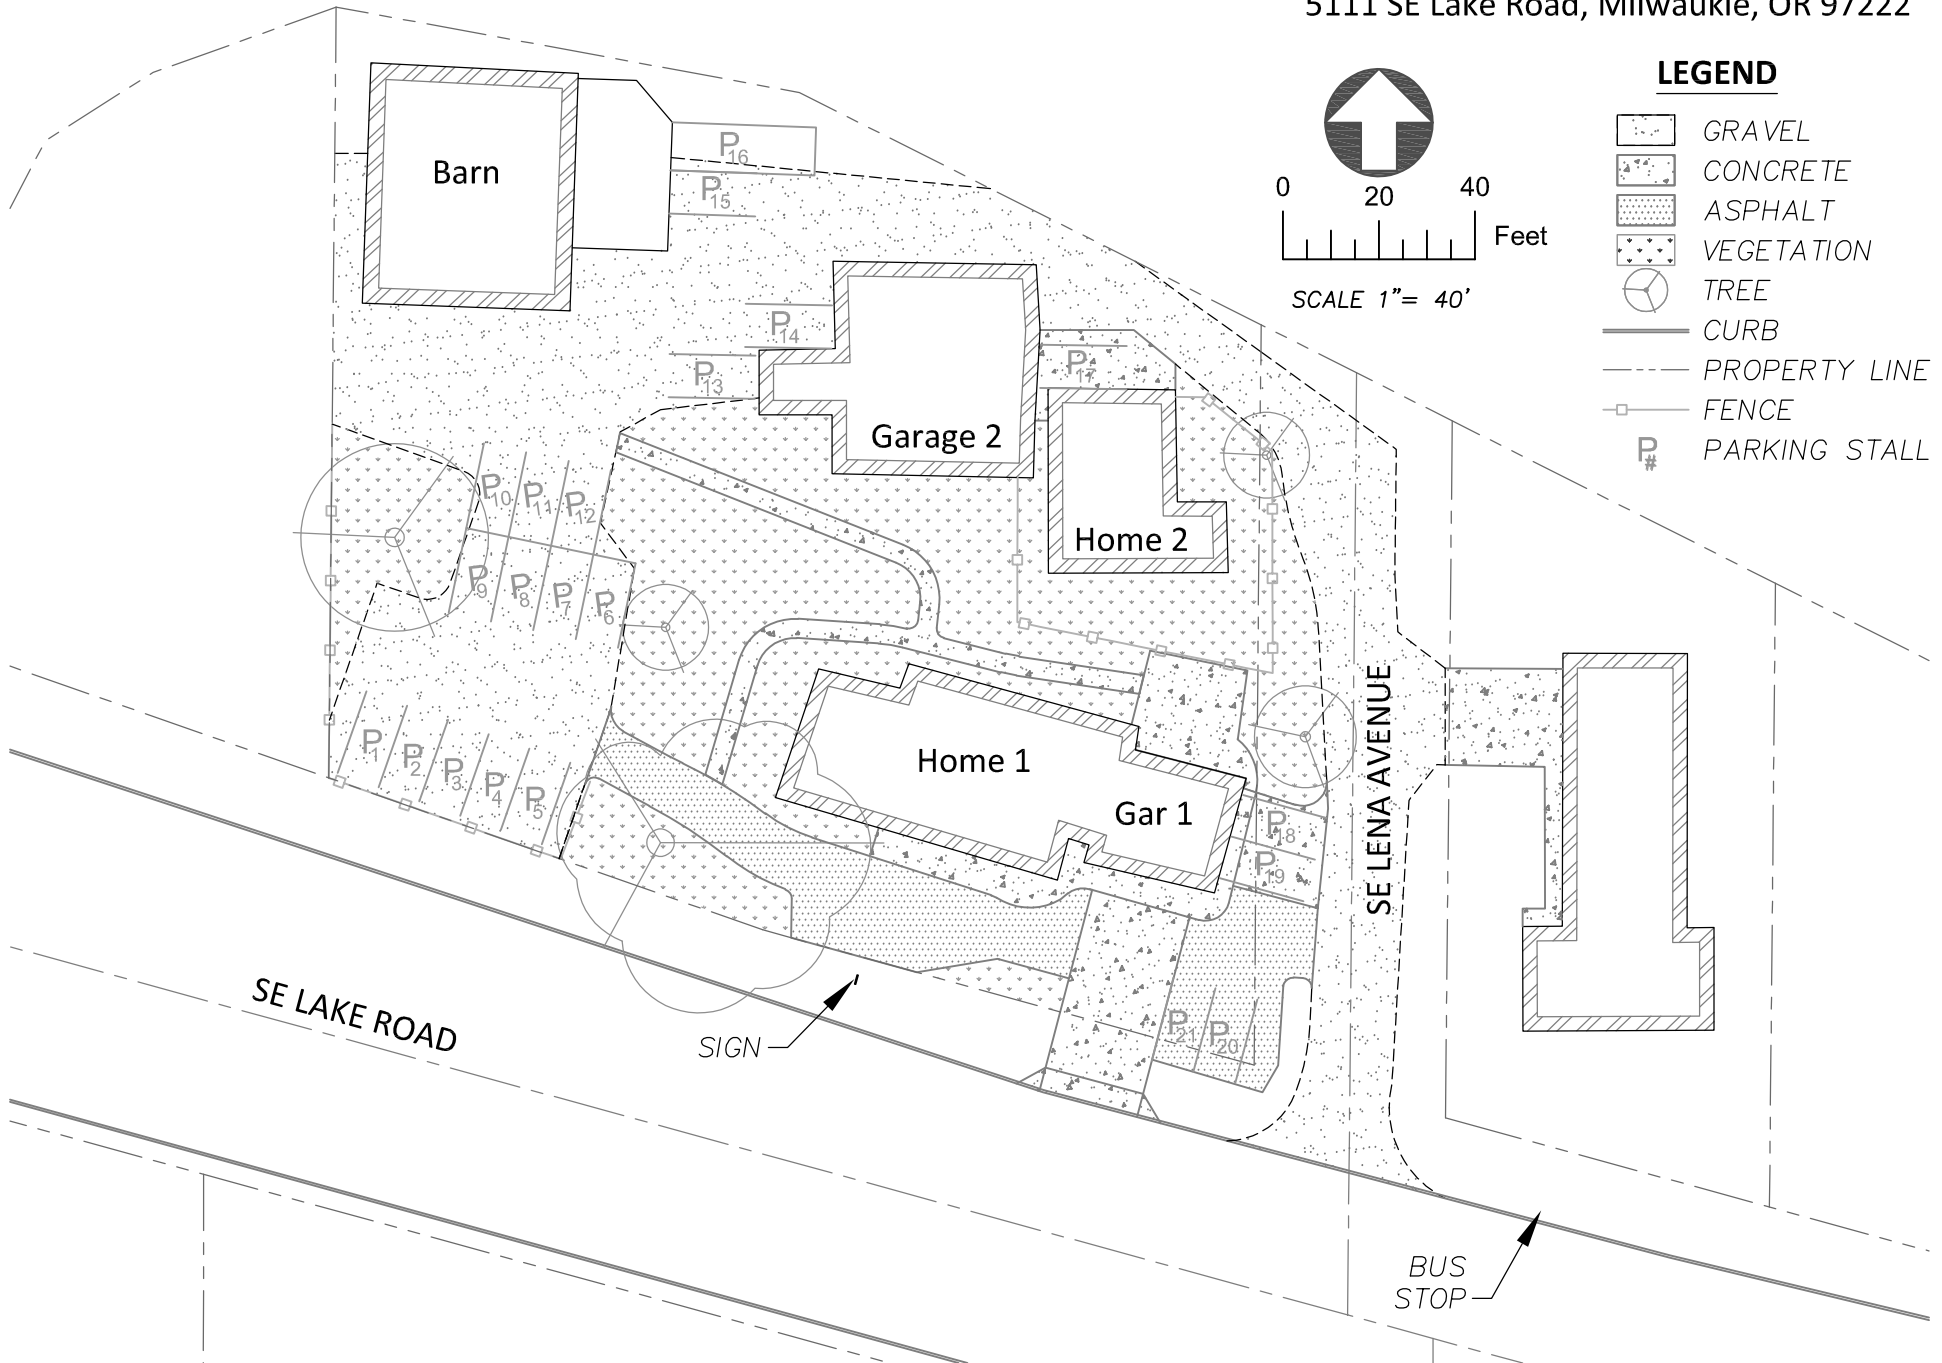 5111 SE Lake Road, Milwaukie, OR 97222
LEGEND
GRAVEL
CONCRETE
ASPHALT
VEGETATION
TREE
CURB
PROPERTY LINE
FENCE
P# PARKING STALL
0 20 40
Feet
SCALE 1"= 40'
Barn
P16
P15
P14
P13
P17
Garage 2
Home 2
P10
P11
P12
P9
P8
P7
P6
P1
P2
P3
P4
P5
Home 1
Gar 1
P18
P19
SE LENA AVENUE
SE LAKE ROAD
SIGN
P21
P20
BUS
STOP